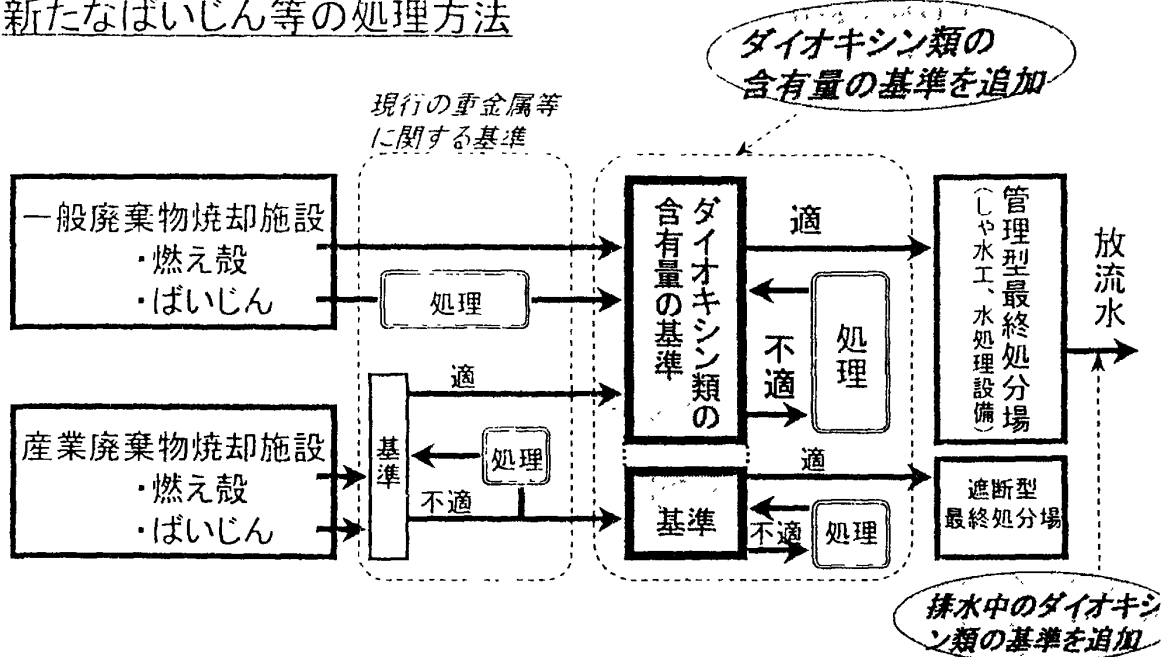 新たなばいじん等の処理方法
ダイオキシン類の
含有量の基準を追加
現行の重金属等
に関する基準
一般廃棄物焼却施設
・燃え殻
・ばいじん
処理
産業廃棄物焼却施設
・燃え殻
・ばいじん
基準
適
処理
不適
ダイオキシン類の
含有量の基準
適
不適
処理
基準
適
不適
処理
管理型最終処分場
(しゃ水工、水処理設備)
遮断型
最終処分場
放流水
排水中のダイオキシ
ン類の基準を追加